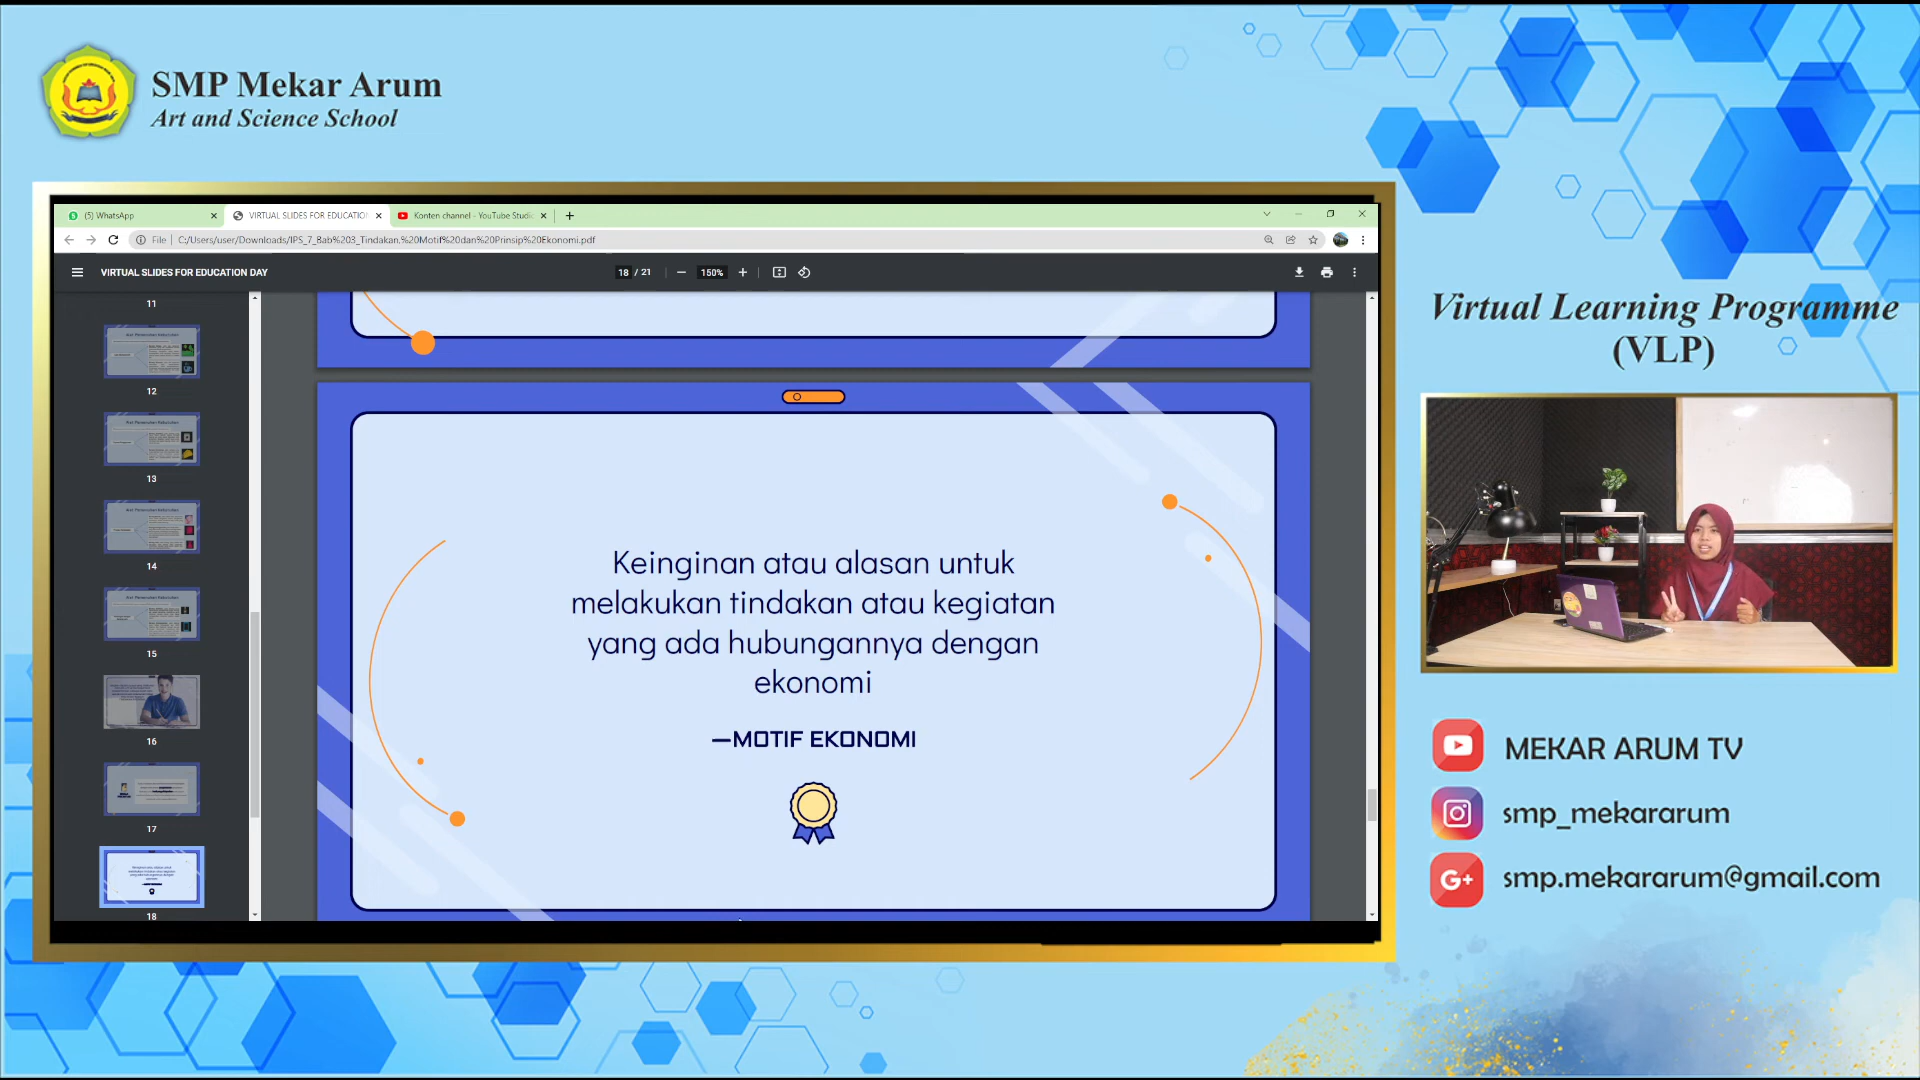 SMP Mekar Arum
Art and Science School
(5) WhatsApp
VIRTUAL SLIDES FOR EDUCATIO
Konten channel - YouTube Studio
File
C:/Users/user/Downloads/IPS_7_Bab%203_Tindakan,%20Motif%20dan%20Prinsip%20Ekonomi.pdf
VIRTUAL SLIDES FOR EDUCATION DAY
18 / 21
150%
11
12
13
14
15
16
17
18
Keinginan atau alasan untuk
melakukan tindakan atau kegiatan
yang ada hubungannya dengan
ekonomi
—MOTIF EKONOMI
Virtual Learning Programme
(VLP)
MEKAR ARUM TV
smp_mekararum
G+
smp.mekararum@gmail.com